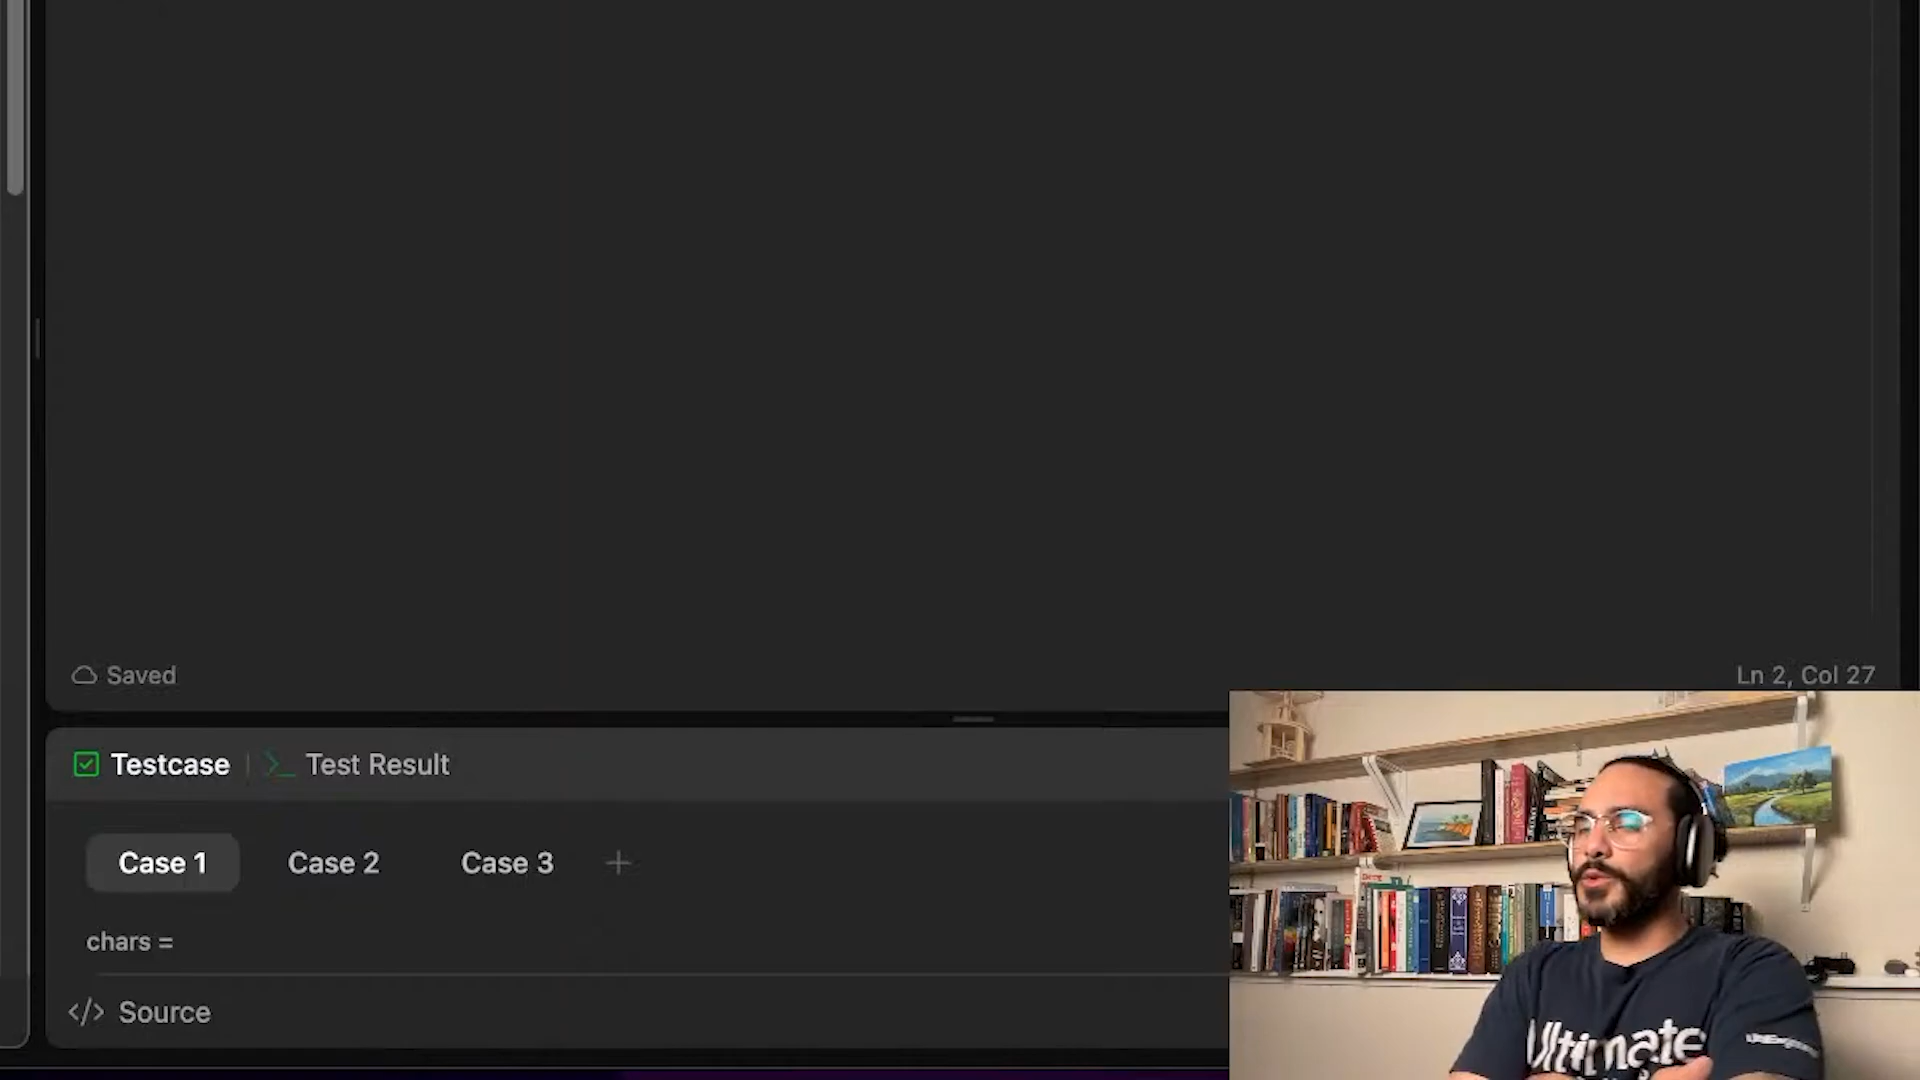 Saved
Ln 2, Col 27
Testcase | Test Result
Case 1 Case 2 Case 3 +
chars =
</> Source
Ultimate